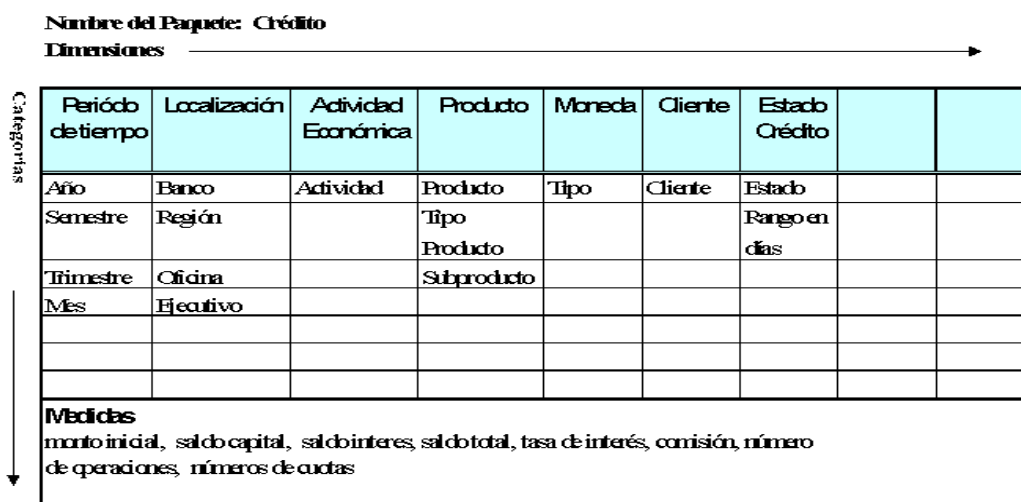 Nombre del Paquete: Crédito
Dimensiones
Categorias
Periódo de tiempo Localización Actividad Económica Producto Moneda Cliente Estado Crédito
Año Banco Actividad Producto Tipo Cliente Estado
Semestre Región Tipo Producto Rango en días
Trimestre Oficina Subproducto
Mes Ejecutivo
Medidas
monto inicial, saldo capital, saldo interes, saldo total, tasa de interés, comisión, número
de operaciones, números de cuotas